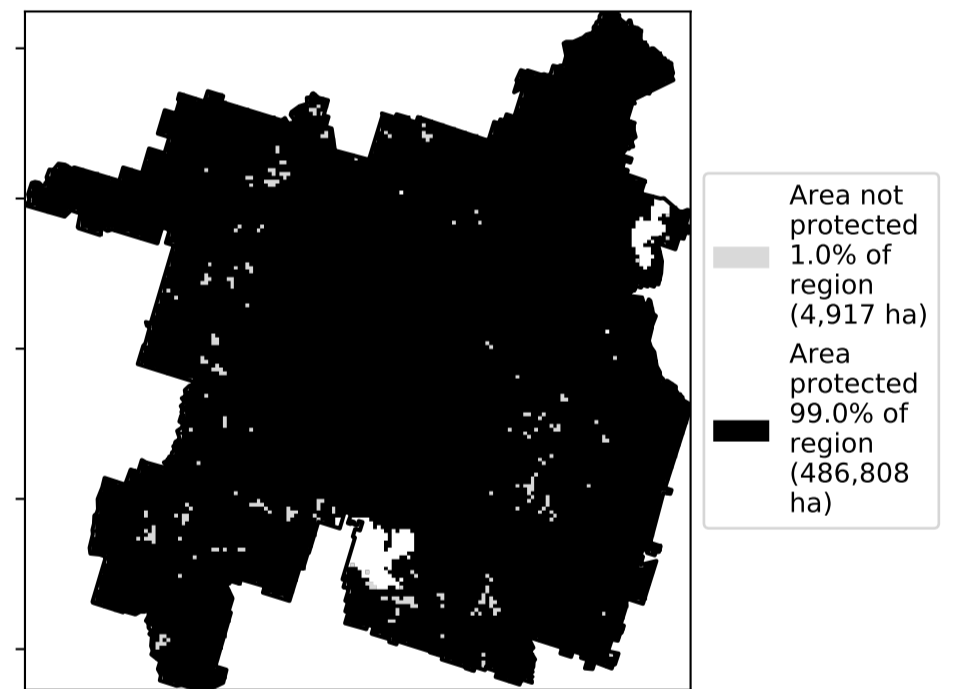 Area not
protected
1.0% of
region
(4,917 ha)
Area
protected
99.0% of
region
(486,808
ha)